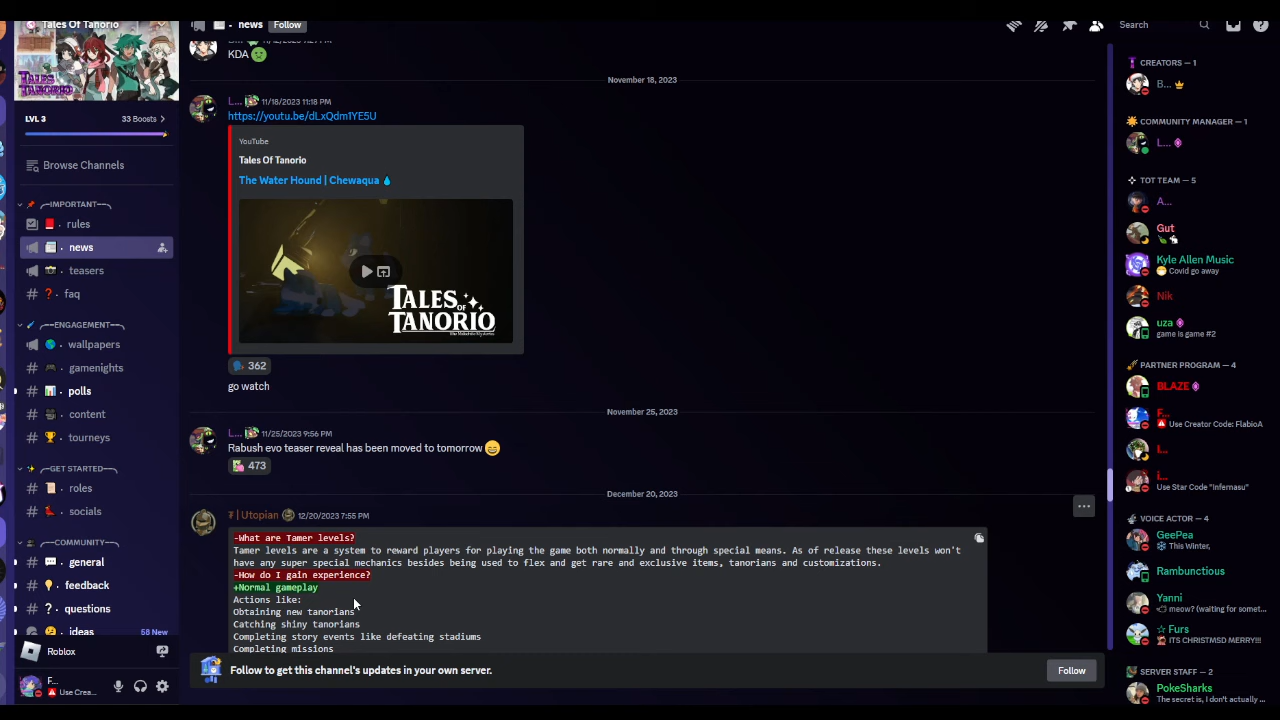 Tales Of Tanorio
news
Follow
Search
LVL 3
33 Boosts
Browse Channels
IMPORTANT
rules
news
teasers
faq
ENGAGEMENT
wallpapers
gamenights
polls
content
tourneys
GET STARTED
roles
socials
COMMUNITY
general
feedback
questions
ideas
58 New
Roblox
F...
Use Crea...
KDA
November 18, 2023
L... 11/18/2023 11:18 PM
https://youtu.be/dLxQdm1YE5U
YouTube
Tales Of Tanorio
The Water Hound | Chewaqua
TALES
OF
TANORIO
362
go watch
November 25, 2023
L... 11/25/2023 9:56 PM
Rabush evo teaser reveal has been moved to tomorrow
473
December 20, 2023
₮ | Utopian 12/20/2023 7:55 PM
-What are Tamer levels?
Tamer levels are a system to reward players for playing the game both normally and through special means. As of release these levels won't
have any super special mechanics besides being used to flex and get rare and exclusive items, tanorians and customizations.
-How do I gain experience?
+Normal gameplay
Actions like:
Obtaining new tanorians
Catching shiny tanorians
Completing story events like defeating stadiums
Completing missions
Follow to get this channel's updates in your own server.
Follow
CREATORS — 1
B...
COMMUNITY MANAGER — 1
L...
TOT TEAM — 5
A...
Gut
Kyle Allen Music
Covid go away
Nik
uza
game is game #2
PARTNER PROGRAM — 4
BLAZE
F...
Use Creator Code: FlabioA
I...
i...
Use Star Code "Infernasu"
VOICE ACTOR — 4
GeePea
This Winter,
Rambunctious
Yanni
meow? (waiting for somet...
☆ Furs
ITS CHRISTMSD MERRY!!!
SERVER STAFF — 2
PokeSharks
The secret is, I don't actually ...